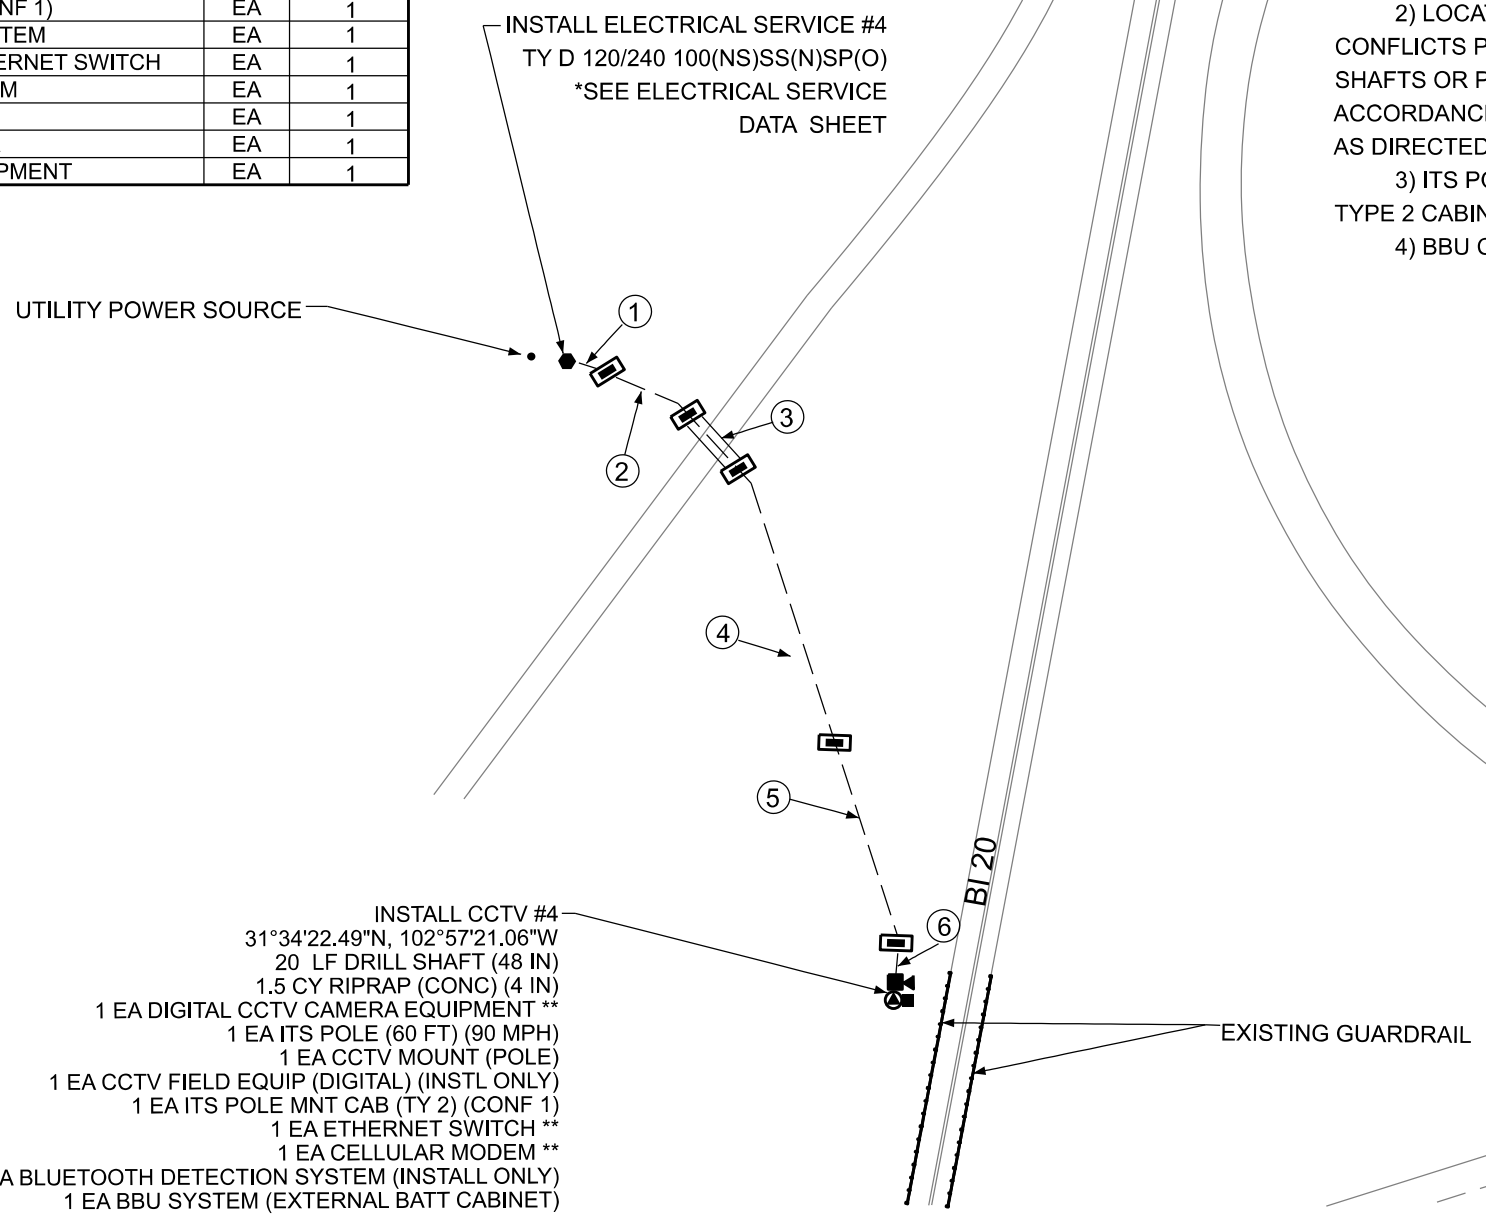 NF 1) EA 1
TEM EA 1
ERNET SWITCH EA 1
M EA 1
EA 1
EA 1
PMENT EA 1
INSTALL ELECTRICAL SERVICE #4
TY D 120/240 100(NS)SS(N)SP(O)
*SEE ELECTRICAL SERVICE
DATA SHEET
2) LOCAT
CONFLICTS P
SHAFTS OR P
ACCORDANC
AS DIRECTED
3) ITS PO
TYPE 2 CABIN
4) BBU C
UTILITY POWER SOURCE
1
2
3
4
5
6
BI 20
INSTALL CCTV #4
31°34'22.49"N, 102°57'21.06"W
20 LF DRILL SHAFT (48 IN)
1.5 CY RIPRAP (CONC) (4 IN)
1 EA DIGITAL CCTV CAMERA EQUIPMENT **
1 EA ITS POLE (60 FT) (90 MPH)
1 EA CCTV MOUNT (POLE)
1 EA CCTV FIELD EQUIP (DIGITAL) (INSTL ONLY)
1 EA ITS POLE MNT CAB (TY 2) (CONF 1)
1 EA ETHERNET SWITCH **
1 EA CELLULAR MODEM **
A BLUETOOTH DETECTION SYSTEM (INSTALL ONLY)
1 EA BBU SYSTEM (EXTERNAL BATT CABINET)
EXISTING GUARDRAIL